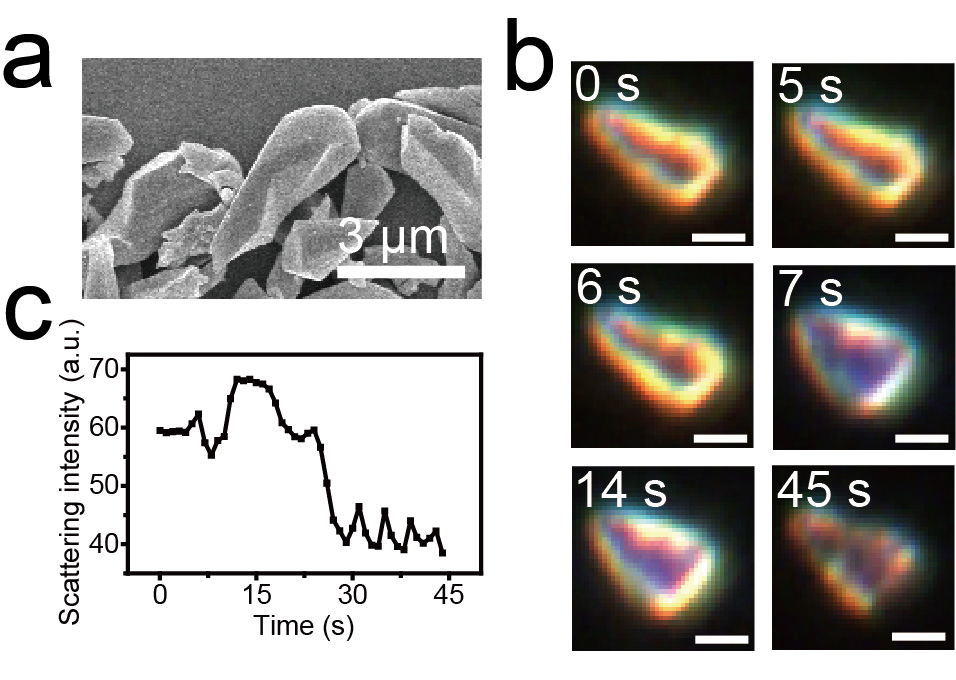 a
3 µm
b
0 s
5 s
6 s
7 s
14 s
45 s
c
Scattering intensity (a.u.)
70
60
50
40
0 15 30 45
Time (s)